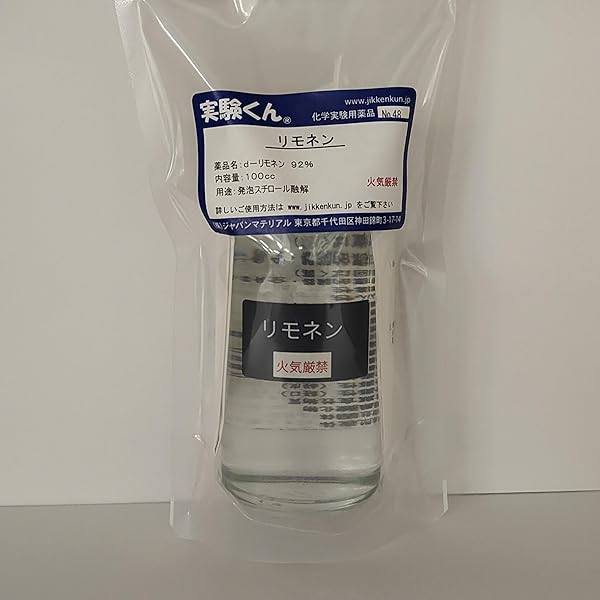 実験くん®
www.jikkenkun.jp
化学実験用薬品 No.48
リモネン
薬品名:d-リモネン 92%
内容量:100cc
用途:発泡スチロール融解
火気厳禁
詳しいご使用方法は www.jikkenkun.jp をご覧下さい
(株)ジャパンマテリアル 東京都千代田区神田錦町3-17-14
リモネン
火気厳禁